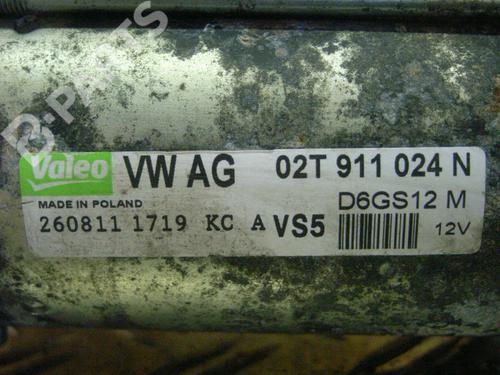 B-PARTS
Valeo VW AG 02T 911 024 N
MADE IN POLAND D6GS12 M
260811 1719 KC A VS5 12V